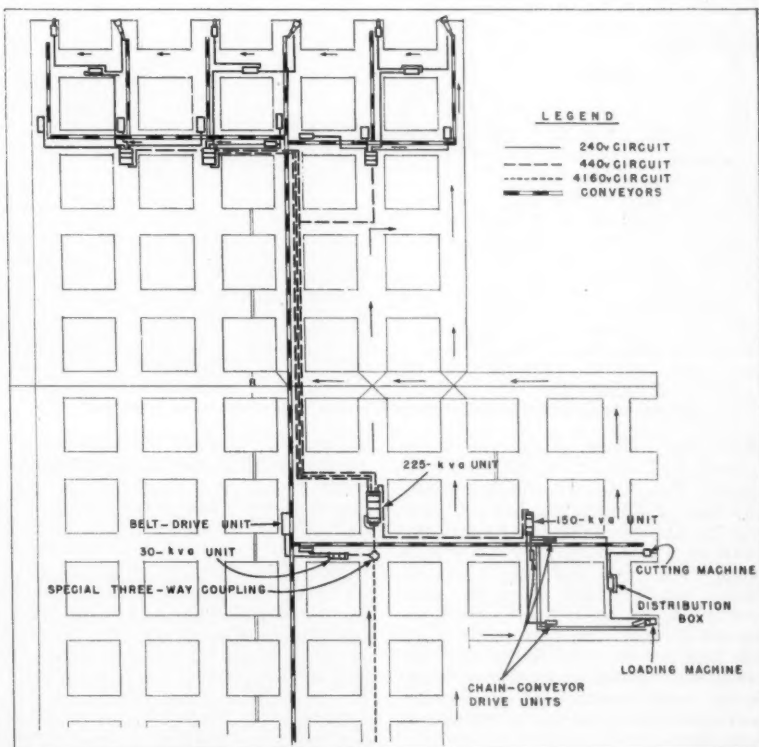 LEGEND
240v CIRCUIT
440v CIRCUIT
4160v CIRCUIT
CONVEYORS
225-kva UNIT
BELT-DRIVE UNIT
150-kva UNIT
30-kva UNIT
CUTTING MACHINE
SPECIAL THREE-WAY COUPLING
DISTRIBUTION
BOX
LOADING MACHINE
CHAIN-CONVEYOR
DRIVE UNITS